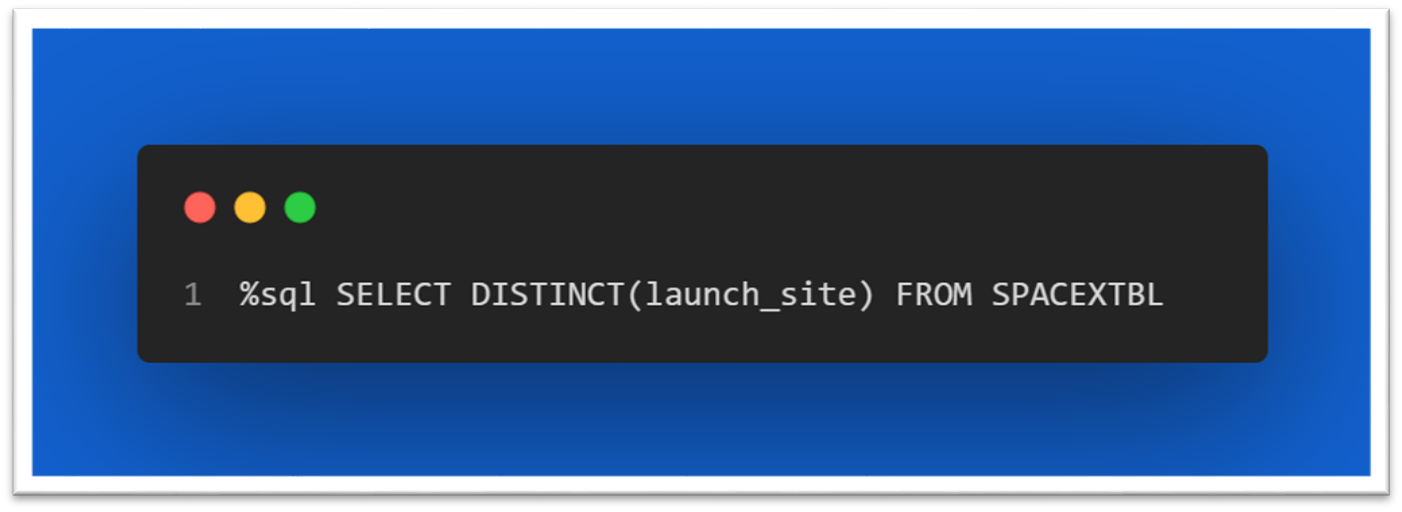 1 %sql SELECT DISTINCT(launch_site) FROM SPACEXTBL